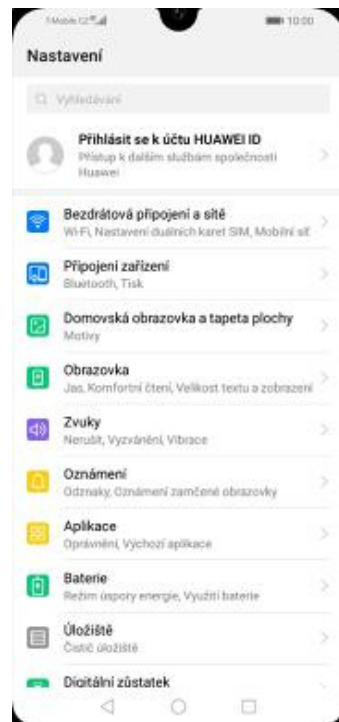 T-Mobile CZ
10:00
Nastavení
Vyhledávání
Přihlásit se k účtu HUAWEI ID
Přístup k dalším službám společnosti
Huawei
Bezdrátová připojení a sítě
Wi-Fi, Nastavení duálních karet SIM, Mobilní síť
Připojení zařízení
Bluetooth, Tisk
Domovská obrazovka a tapeta plochy
Motivy
Obrazovka
Jas, Komfortní čtení, Velikost textu a zobrazení
Zvuky
Nerušit, Vyzvánění, Vibrace
Oznámení
Odznaky, Oznámení zamčené obrazovky
Aplikace
Oprávnění, Výchozí aplikace
Baterie
Režim úspory energie, Využití baterie
Úložiště
Čistič úložiště
Digitální zůstatek